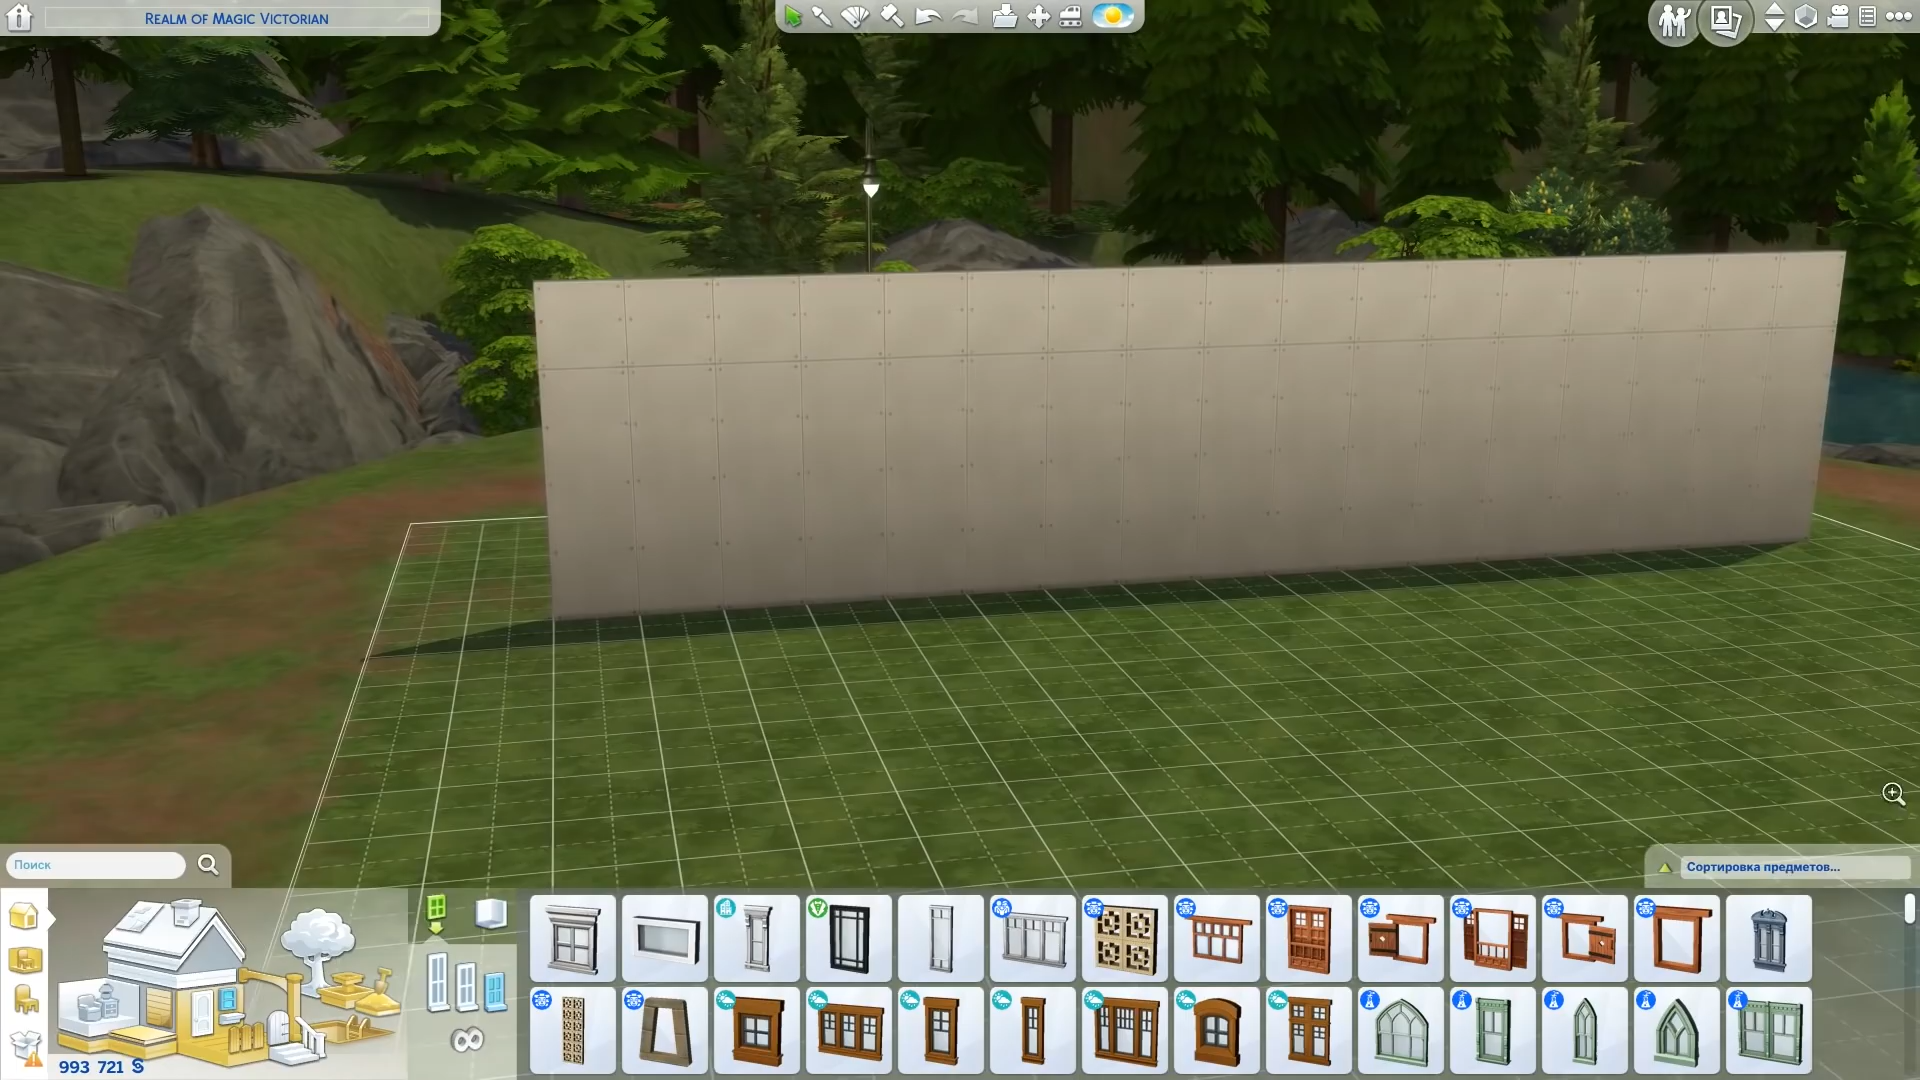 Realm of Magic Victorian
Поиск
Сортировка предметов...
993 721 §